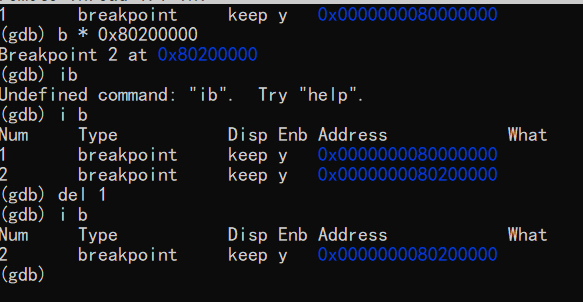 1 breakpoint keep y 0x0000000080000000
(gdb) b * 0x80200000
Breakpoint 2 at 0x80200000
(gdb) ib
Undefined command: "ib".  Try "help".
(gdb) i b
Num Type Disp Enb Address What
1 breakpoint keep y 0x0000000080000000
2 breakpoint keep y 0x0000000080200000
(gdb) del 1
(gdb) i b
Num Type Disp Enb Address What
2 breakpoint keep y 0x0000000080200000
(gdb)